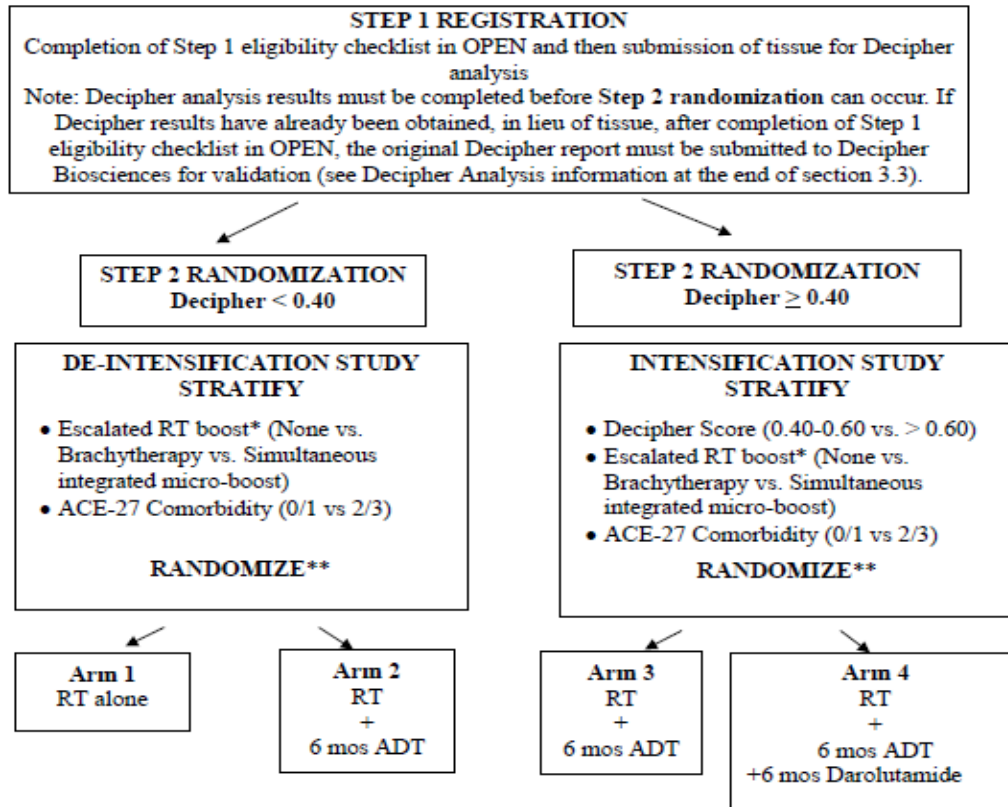 STEP 1 REGISTRATION
Completion of Step 1 eligibility checklist in OPEN and then submission of tissue for Decipher
analysis
Note: Decipher analysis results must be completed before Step 2 randomization can occur. If
Decipher results have already been obtained, in lieu of tissue, after completion of Step 1
eligibility checklist in OPEN, the original Decipher report must be submitted to Decipher
Biosciences for validation (see Decipher Analysis information at the end of section 3.3).
STEP 2 RANDOMIZATION
Decipher < 0.40
STEP 2 RANDOMIZATION
Decipher ≥ 0.40
DE-INTENSIFICATION STUDY
STRATIFY
• Escalated RT boost* (None vs.
Brachytherapy vs. Simultaneous
integrated micro-boost)
• ACE-27 Comorbidity (0/1 vs 2/3)
RANDOMIZE**
INTENSIFICATION STUDY
STRATIFY
• Decipher Score (0.40-0.60 vs. > 0.60)
• Escalated RT boost* (None vs.
Brachytherapy vs. Simultaneous
integrated micro-boost)
• ACE-27 Comorbidity (0/1 vs 2/3)
RANDOMIZE**
Arm 1
RT alone
Arm 2
RT
+
6 mos ADT
Arm 3
RT
+
6 mos ADT
Arm 4
RT
+
6 mos ADT
+6 mos Darolutamide